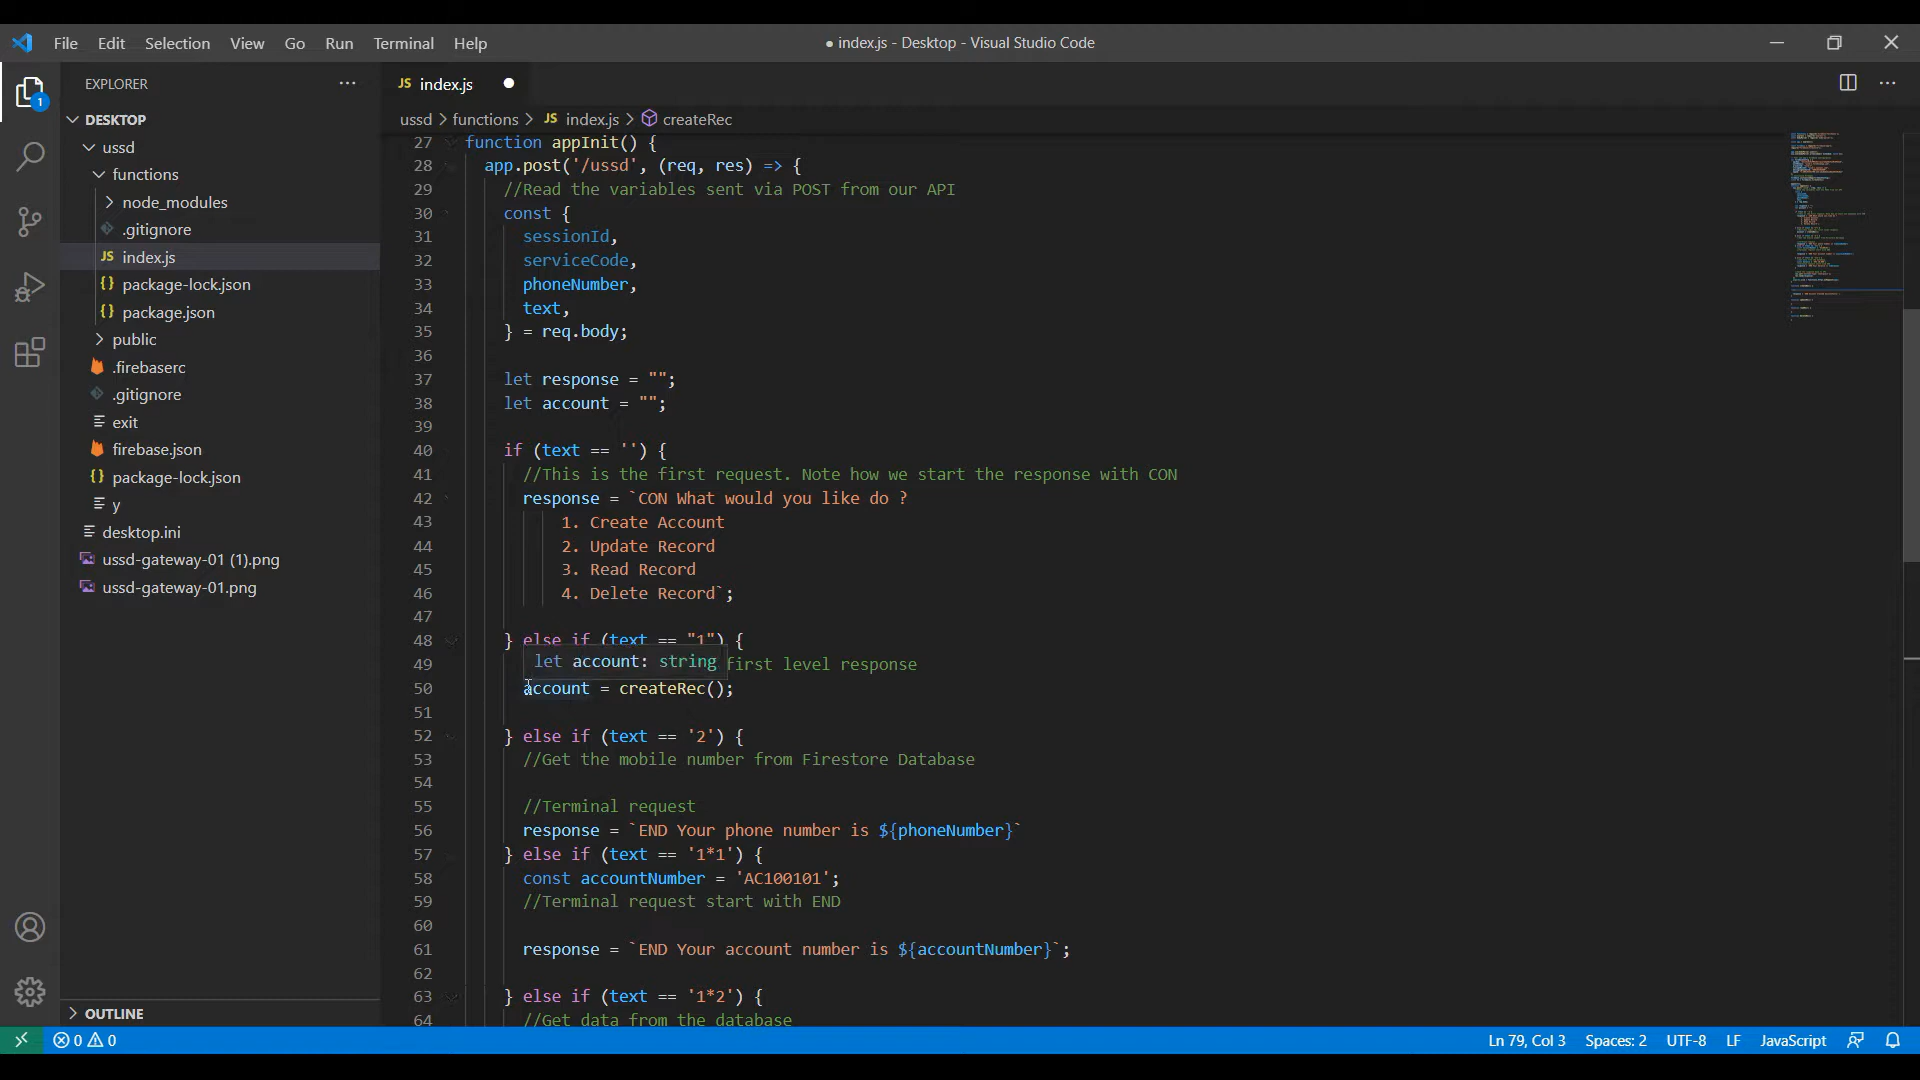 File Edit Selection View Go Run Terminal Help
● index.js - Desktop - Visual Studio Code
EXPLORER
1
DESKTOP
ussd
functions
node_modules
.gitignore
JS index.js
{} package-lock.json
{} package.json
public
.firebaserc
.gitignore
exit
firebase.json
{} package-lock.json
y
desktop.ini
ussd-gateway-01 (1).png
ussd-gateway-01.png
OUTLINE
JS index.js
ussd > functions > JS index.js > createRec
27 function appInit() {
28 app.post('/ussd', (req, res) => {
29 //Read the variables sent via POST from our API
30 const {
31 sessionId,
32 serviceCode,
33 phoneNumber,
34 text,
35 } = req.body;
36
37 let response = "";
38 let account = "";
39
40 if (text == '') {
41 //This is the first request. Note how we start the response with CON
42 response = `CON What would you like do ?
43 1. Create Account
44 2. Update Record
45 3. Read Record
46 4. Delete Record`;
47
48 } else if (text == "1") {
let account: string
49 first level response
50 account = createRec();
51
52 } else if (text == '2') {
53 //Get the mobile number from Firestore Database
54
55 //Terminal request
56 response = `END Your phone number is ${phoneNumber}`
57 } else if (text == '1*1') {
58 const accountNumber = 'AC100101';
59 //Terminal request start with END
60
61 response = `END Your account number is ${accountNumber}`;
62
63 } else if (text == '1*2') {
64 //Get data from the database
0 0
Ln 79, Col 3 Spaces: 2 UTF-8 LF JavaScript